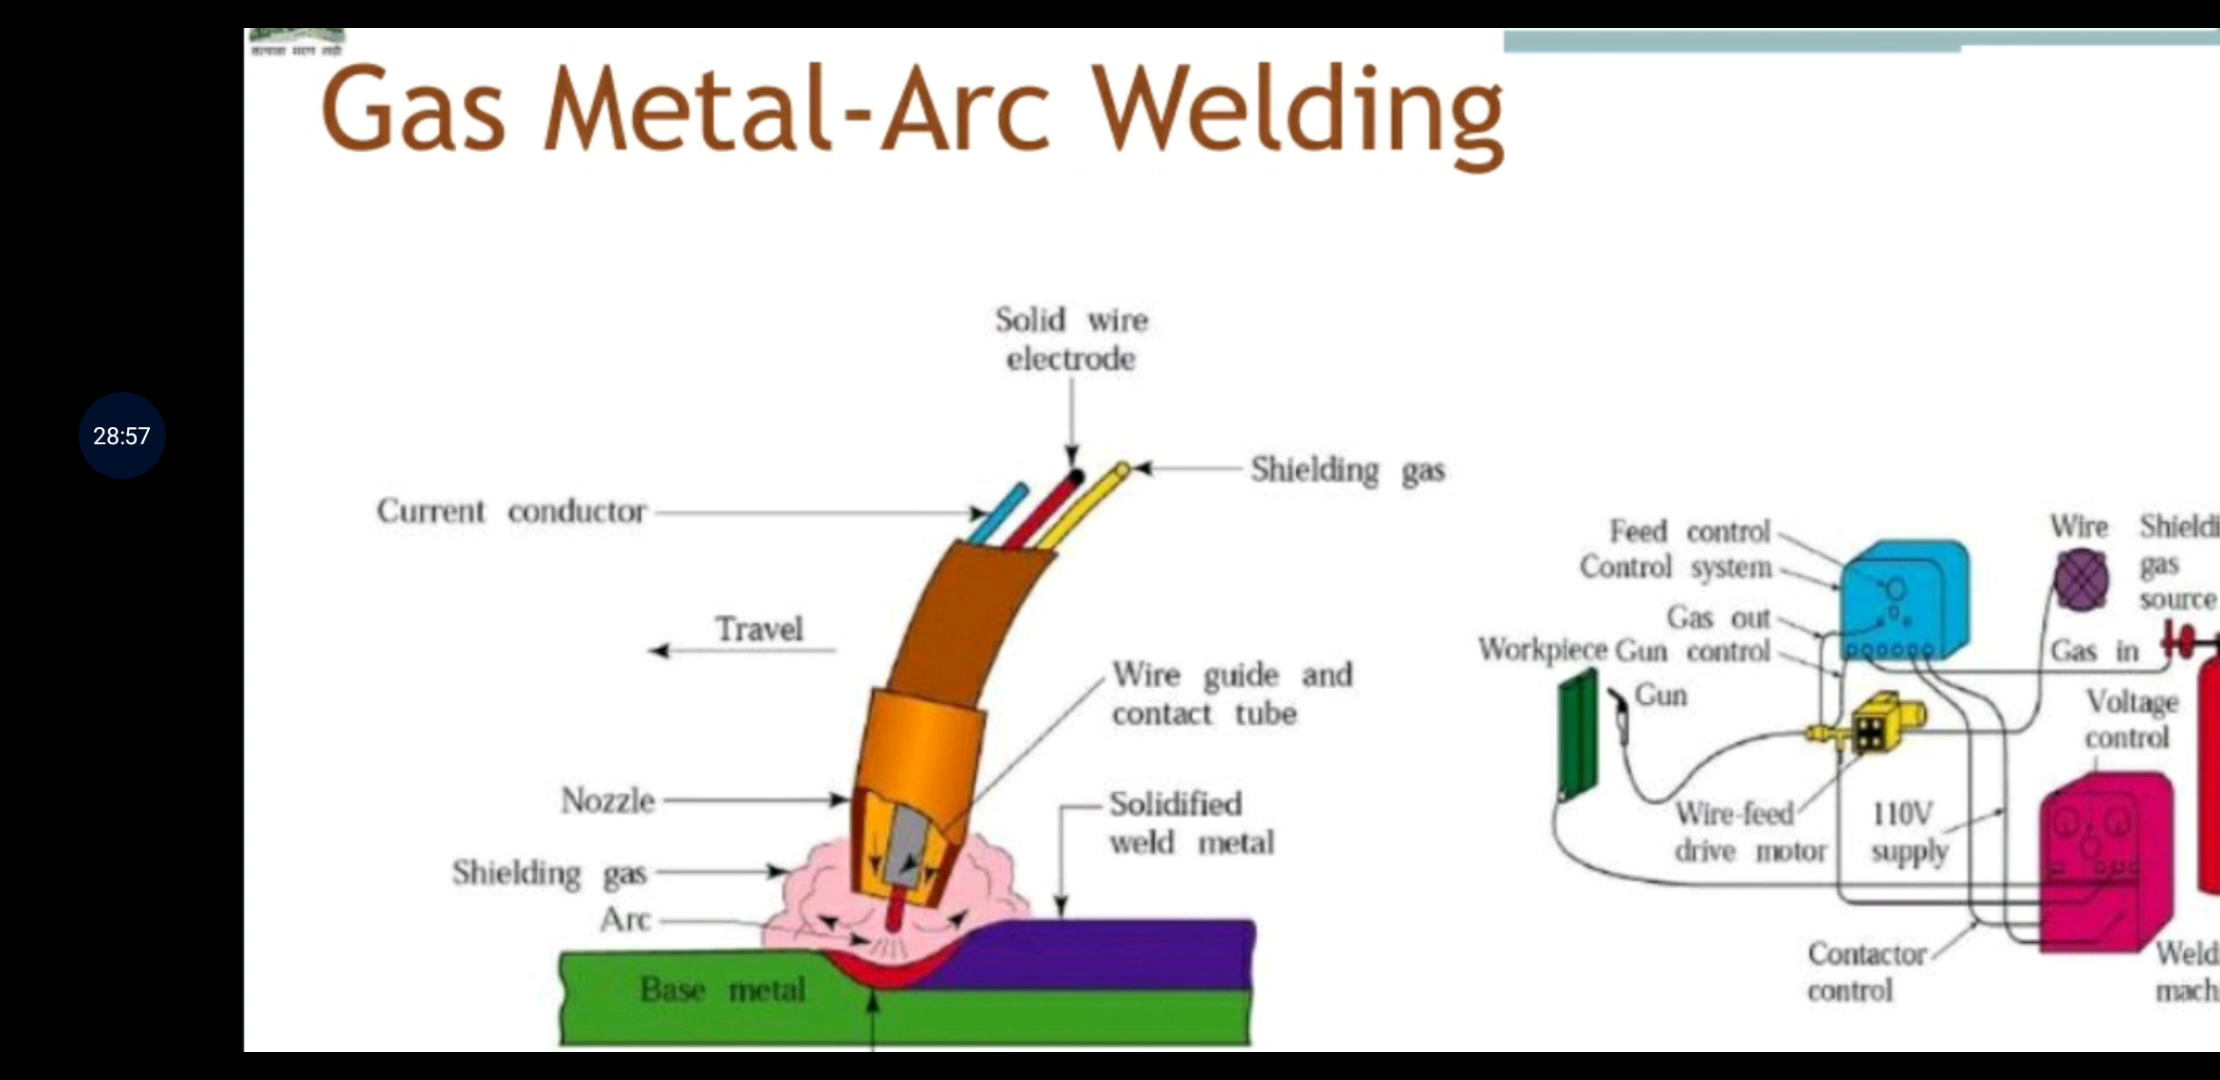 Gas Metal-Arc Welding
28:57
Solid wire
electrode
Shielding gas
Current conductor
Travel
Wire guide and
contact tube
Nozzle
Solidified
weld metal
Shielding gas
Arc
Base metal
Feed control
Control system
Gas out
Workpiece Gun control
Gun
Wire
gas
source
Gas in
Voltage
control
Wire-feed
drive motor
110V
supply
Contactor
control